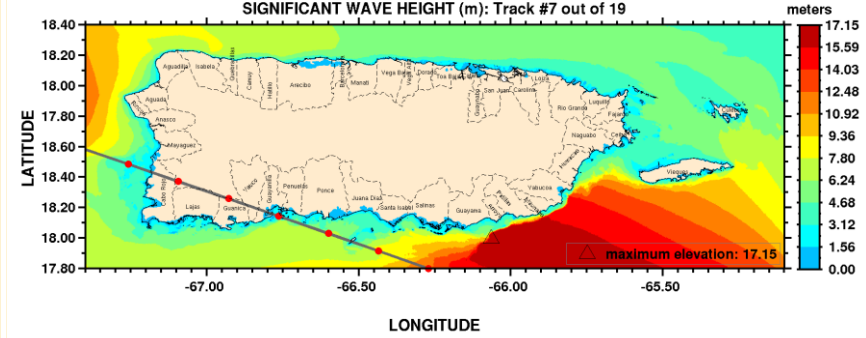 SIGNIFICANT WAVE HEIGHT (m): Track #7 out of 19
meters
18.40
18.20
18.00
17.80
18.60
18.40
18.20
18.00
17.80
LATITUDE
Aguadilla
Isabela
Quebradillas
Camuy
Hatillo
Arecibo
Barceloneta
Manati
Vega Baja
Dorado
Toa Baja
Guaynabo
San Juan
Carolina
Loiza
Rio Grande
Luquillo
Fajardo
Ceiba
Naguabo
Humacao
Yabucoa
Vieques
Aguada
Rincon
Anasco
Mayaguez
Cabo Rojo
Lajas
Guanica
Yauco
Guayanilla
Penuelas
Ponce
Juana Diaz
Santa Isabel
Salinas
Guayama
Arroyo
Patillas
Maunabo
maximum elevation: 17.15
-67.00
-66.50
-66.00
-65.50
LONGITUDE
17.15
15.59
14.03
12.48
10.92
9.36
7.80
6.24
4.68
3.12
1.56
0.00